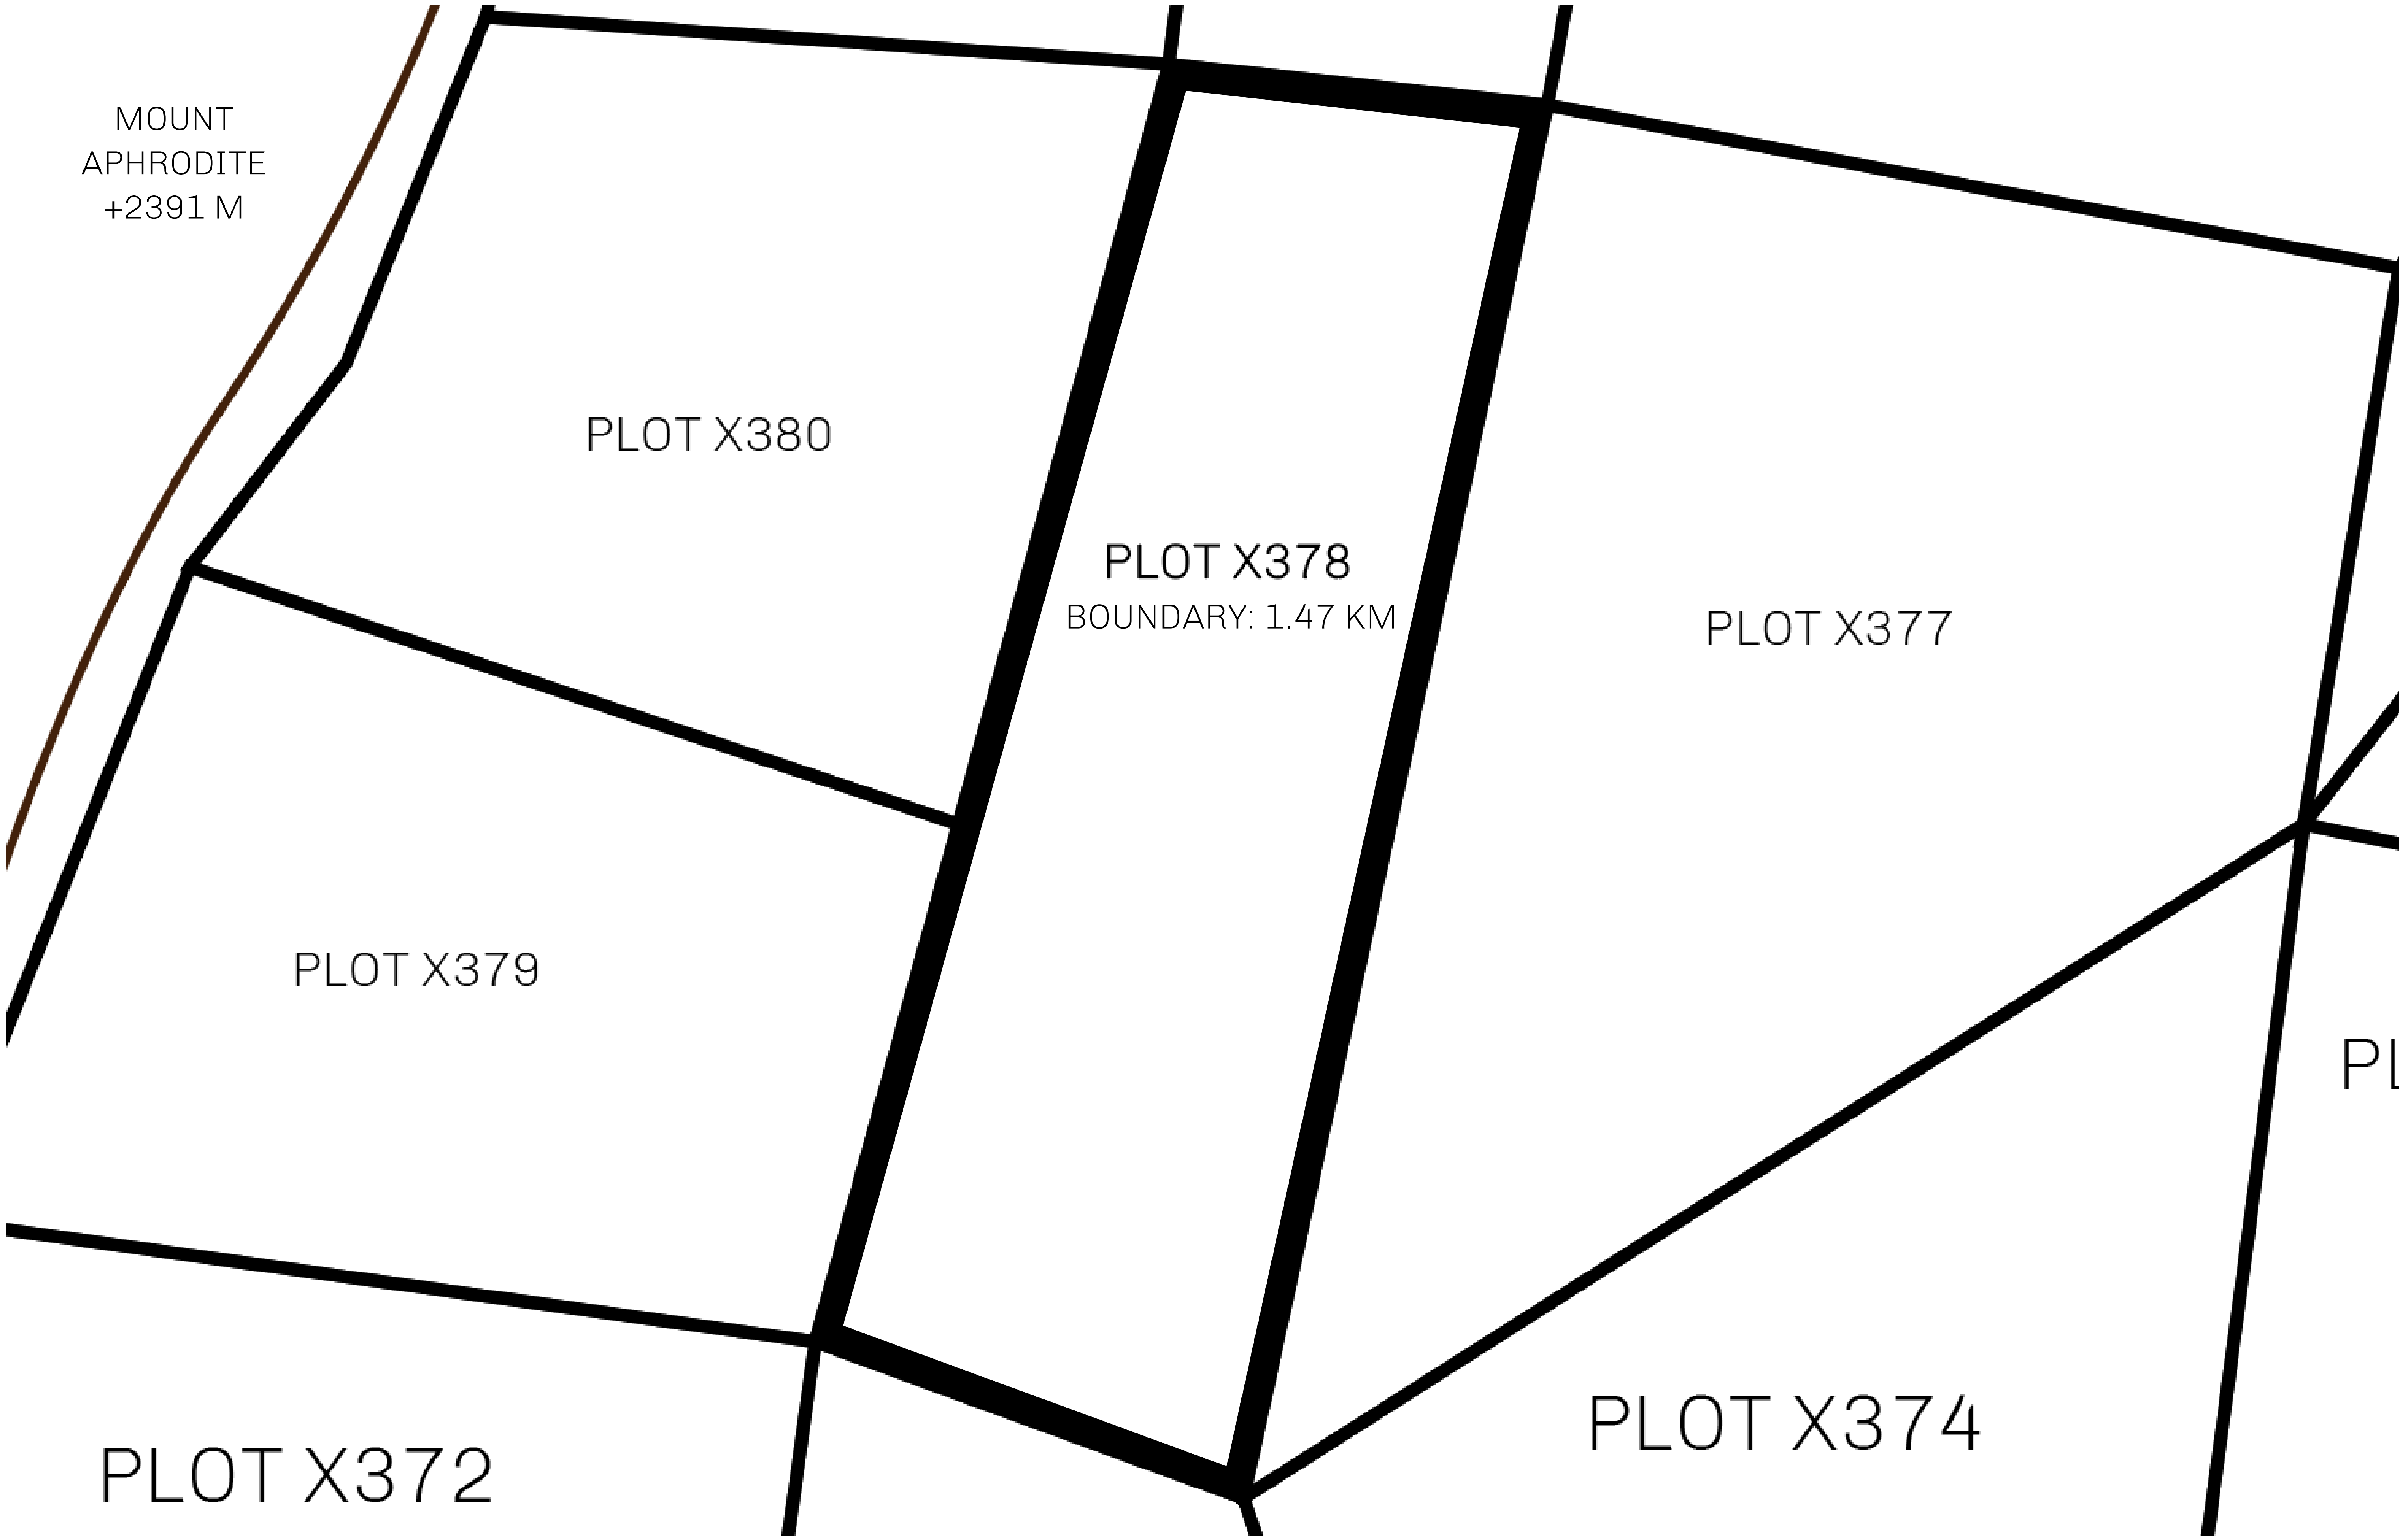 MOUNT
APHRODITE
+2391 M
PLOT X380
PLOT X378
BOUNDARY: 1.47 KM
PLOT X377
PLOT X379
PL
PLOT X374
PLOT X372